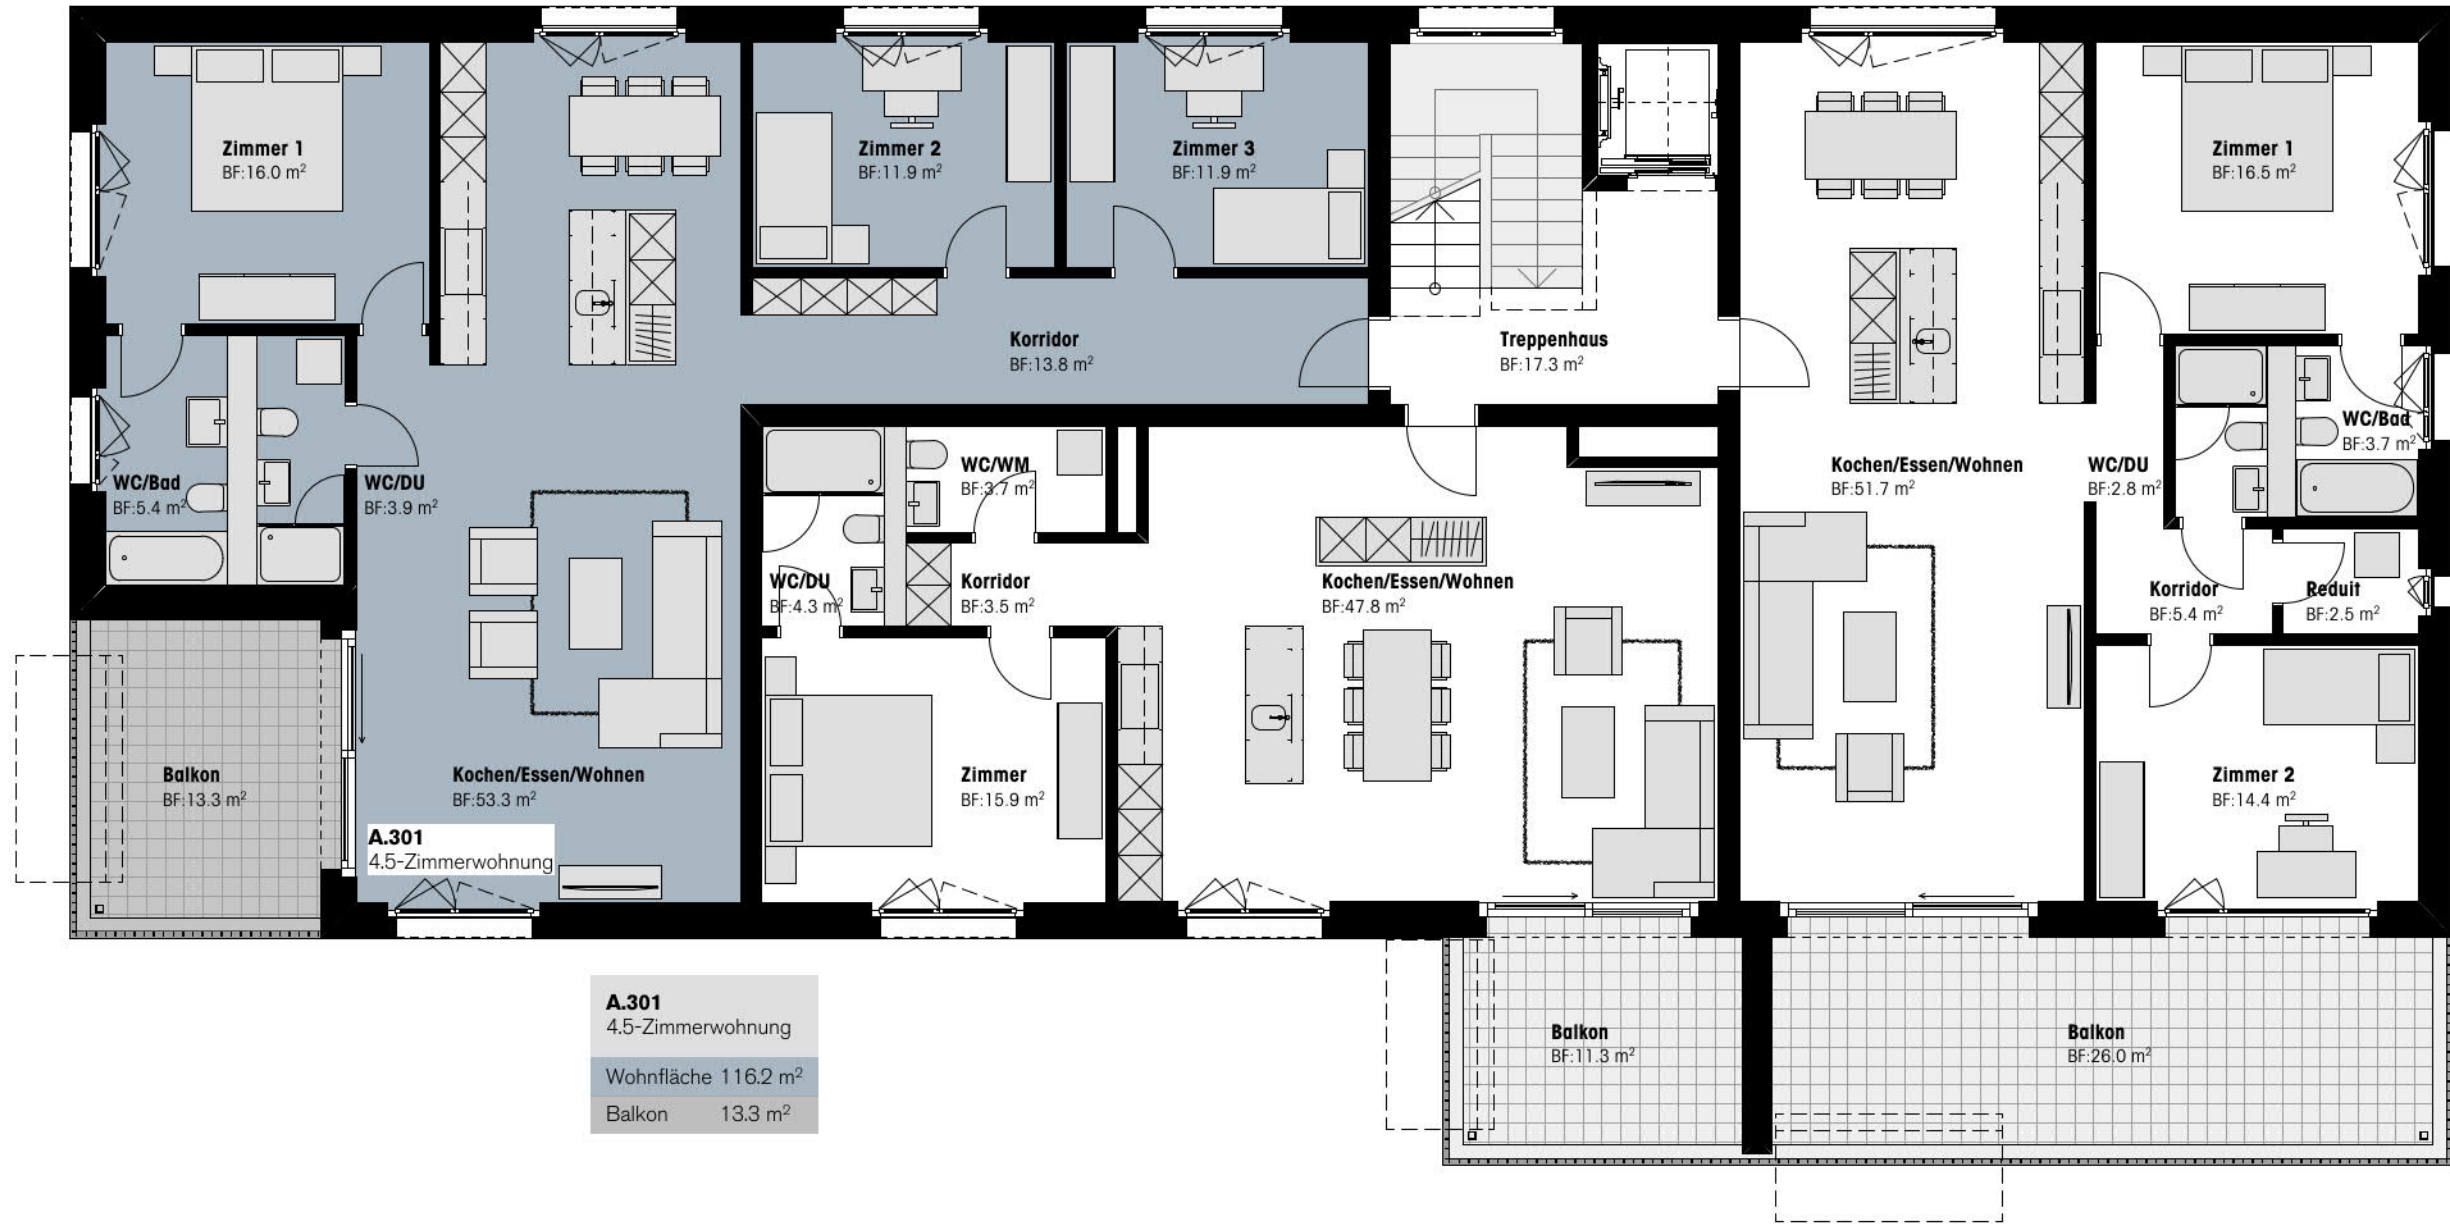 Zimmer 1
BF:16.0 m²
Zimmer 2
BF:11.9 m²
Zimmer 3
BF:11.9 m²
Zimmer 1
BF:16.5 m²
Korridor
BF:13.8 m²
Treppenhaus
BF:17.3 m²
WC/Bad
BF:5.4 m²
WC/DU
BF:3.9 m²
WC/WM
BF:3.7 m²
Kochen/Essen/Wohnen
BF:51.7 m²
WC/DU
BF:2.8 m²
WC/Bad
BF:3.7 m²
WC/DU
BF:4.3 m²
Korridor
BF:3.5 m²
Kochen/Essen/Wohnen
BF:47.8 m²
Korridor
BF:5.4 m²
Reduit
BF:2.5 m²
Balkon
BF:13.3 m²
Kochen/Essen/Wohnen
BF:53.3 m²
A.301
4.5-Zimmerwohnung
Zimmer
BF:15.9 m²
Zimmer 2
BF:14.4 m²
A.301
4.5-Zimmerwohnung
Wohnfläche 116.2 m²
Balkon 13.3 m²
Balkon
BF:11.3 m²
Balkon
BF:26.0 m²